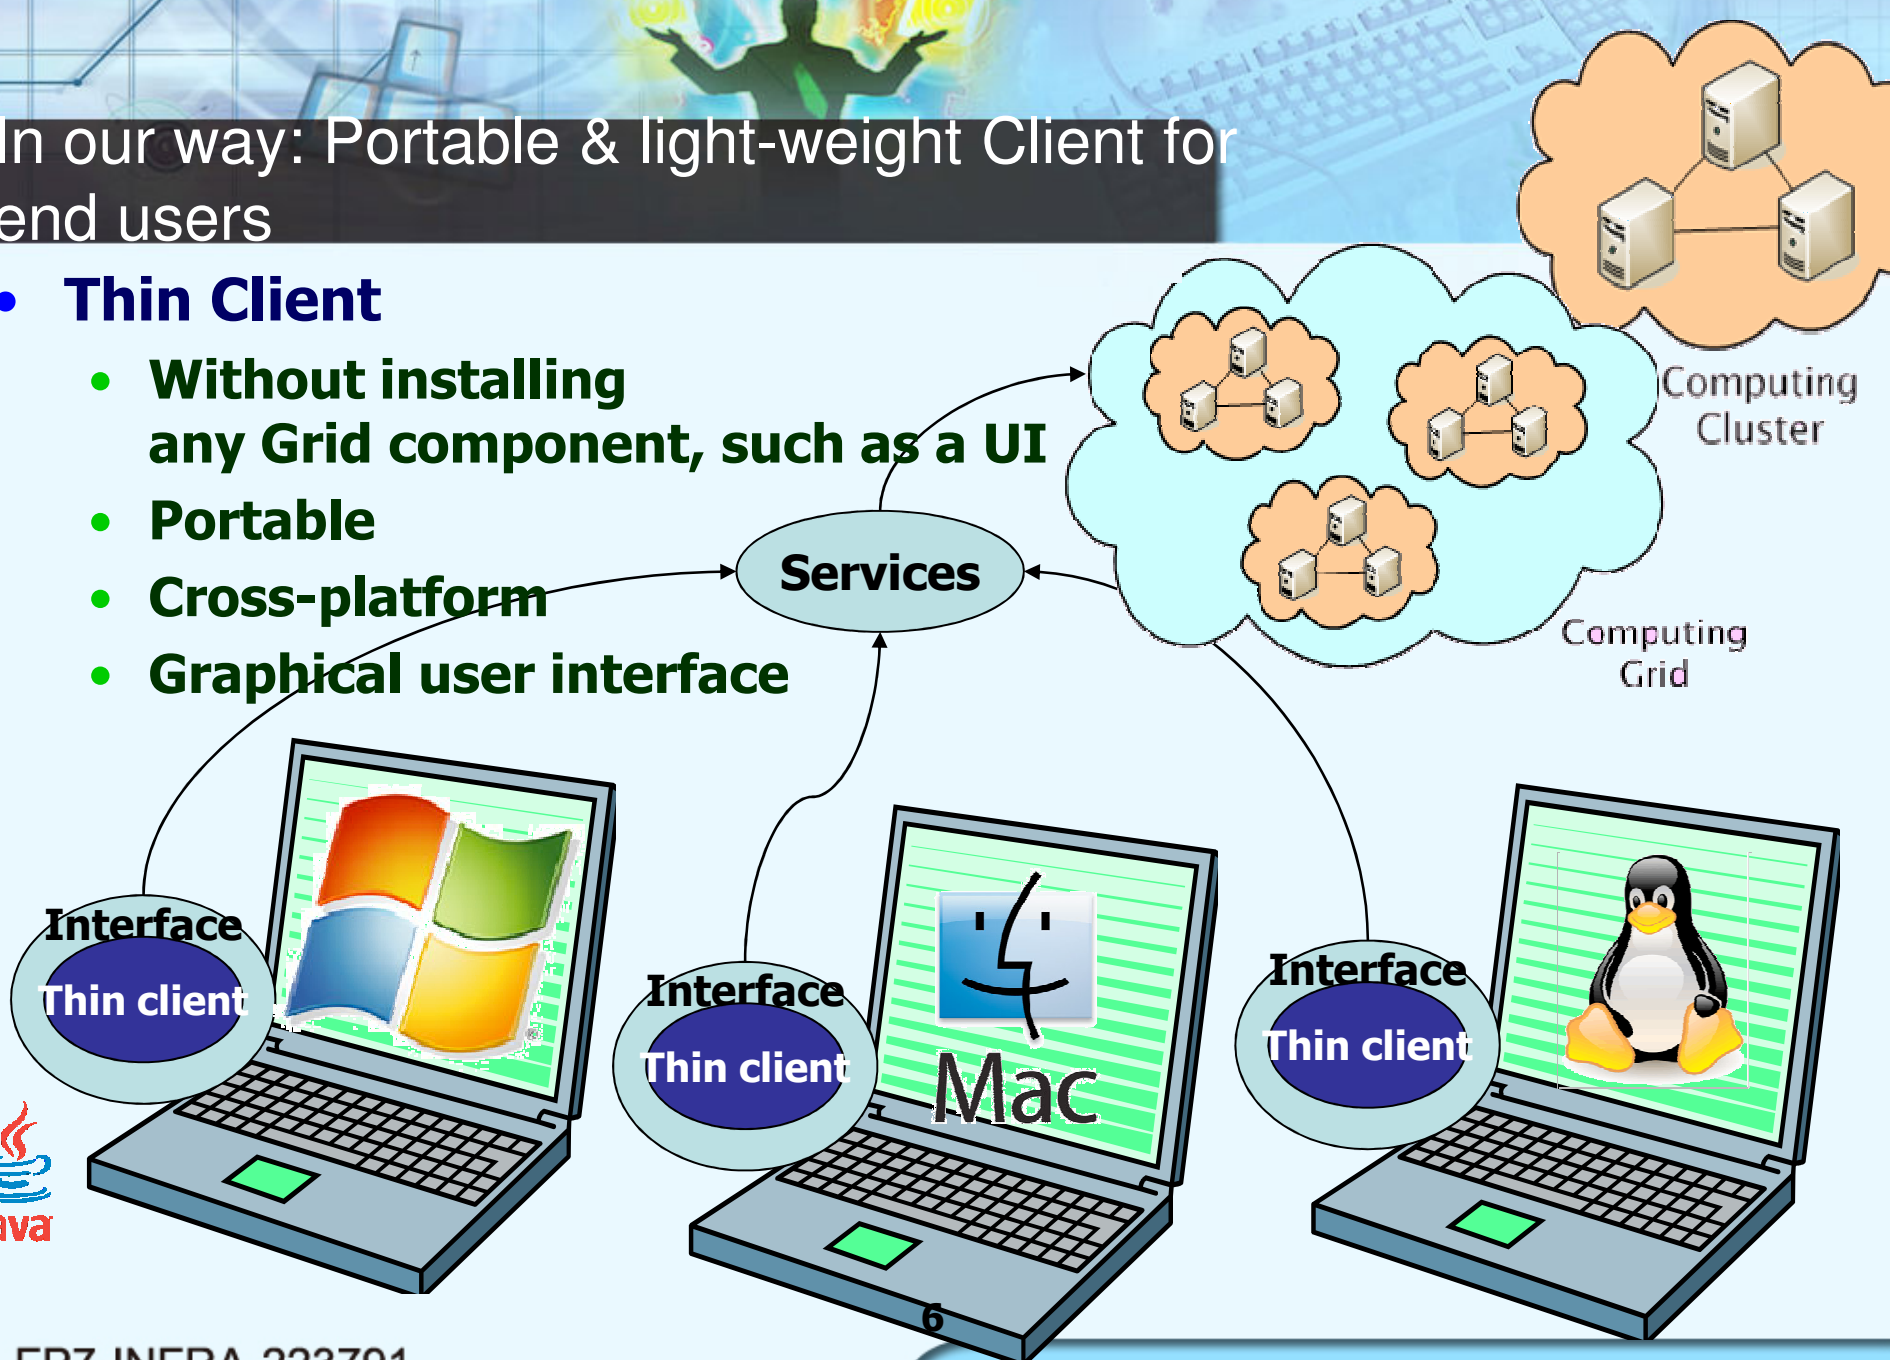 In our way: Portable & light-weight Client for
end users
• Thin Client
• Without installing
any Grid component, such as a UI
• Portable
• Cross-platform
• Graphical user interface
Computing
Cluster
Services
Computing
Grid
Interface
Thin client
Interface
Thin client
Mac
Interface
Thin client
ava
6